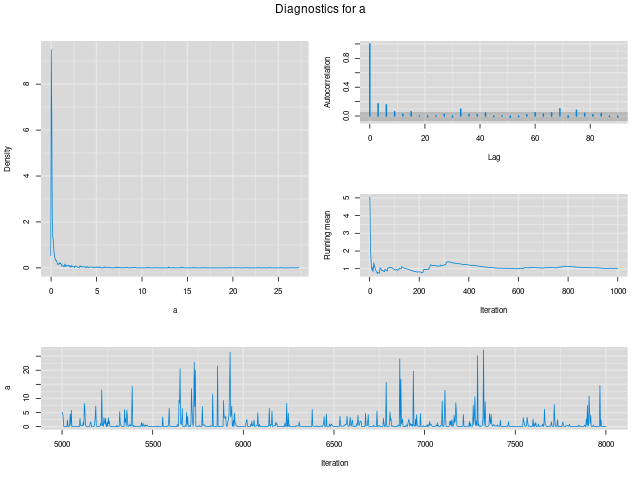 Diagnostics for a
Density
0 2 4 6 8
0 5 10 15 20 25
a
Autocorrelation
0.0 0.4 0.8
0 20 40 60 80
Lag
Running mean
1 2 3 4 5
0 200 400 600 800 1000
Iteration
a
0 5 10 20
5000 5500 6000 6500 7000 7500 8000
Iteration